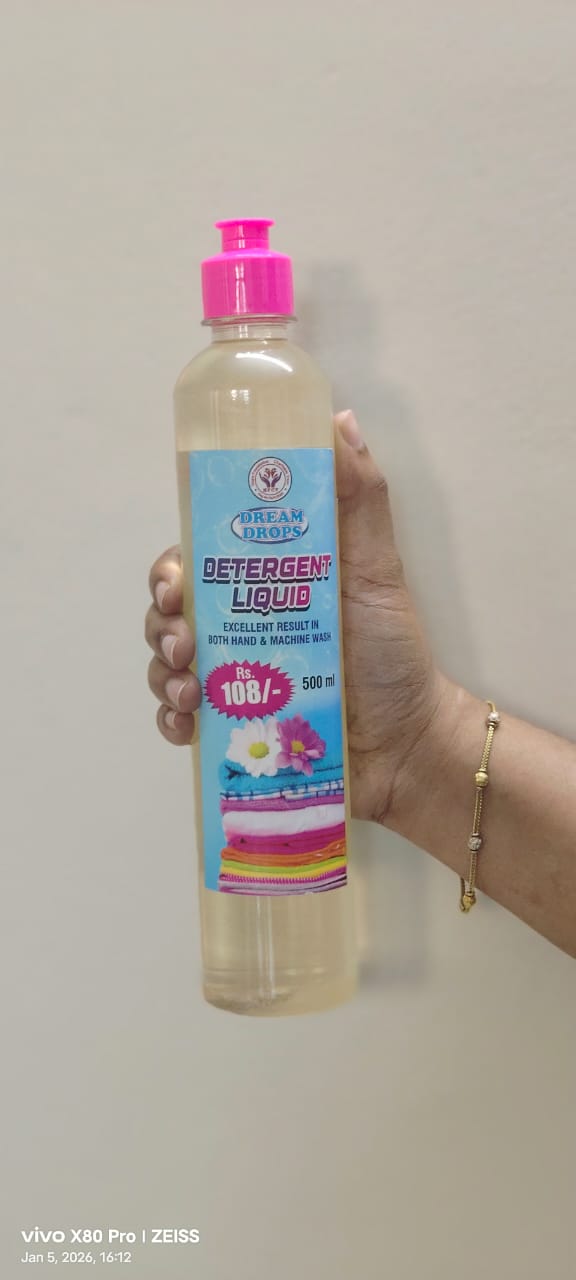 DREAM
DROPS
DETERGENT
LIQUID
EXCELLENT RESULT IN
BOTH HAND & MACHINE WASH
Rs.
108/-
500 ml
vivo X80 Pro | ZEISS
Jan 5, 2026, 16:12